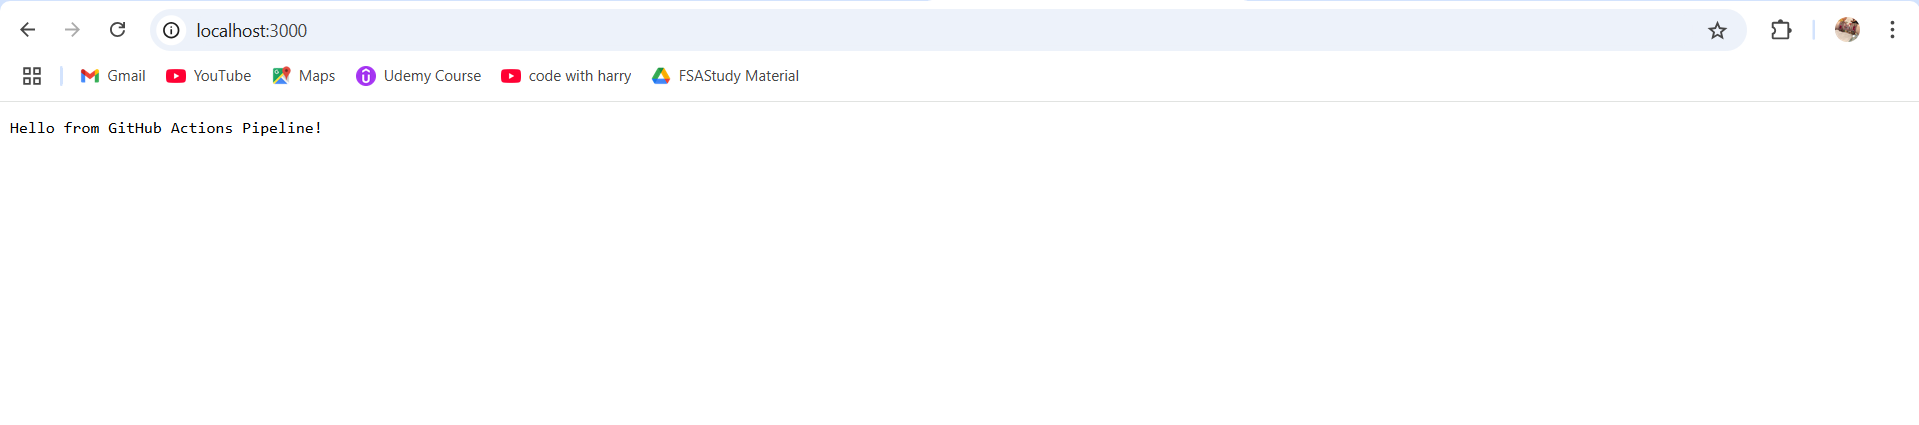 localhost:3000
Gmail YouTube Maps Udemy Course code with harry FSAStudy Material
Hello from GitHub Actions Pipeline!